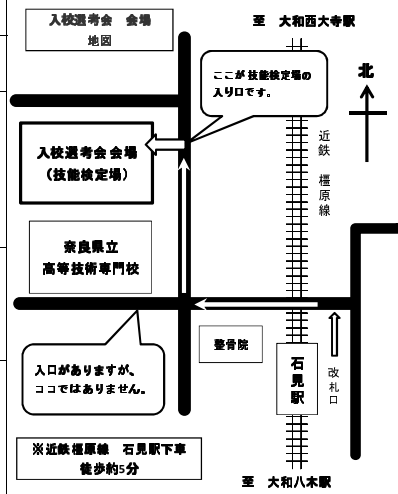 入校選考会 会場
地図
至 大和西大寺駅
ここが技能検定場の
入り口です。
北
近鉄 橿原線
入校選考会会場
(技能検定場)
奈良県立
高等技術専門校
整骨院
石見駅
改札口
入口がありますが、
ココではありません。
※近鉄橿原線 石見駅下車
徒歩約5分
至 大和八木駅